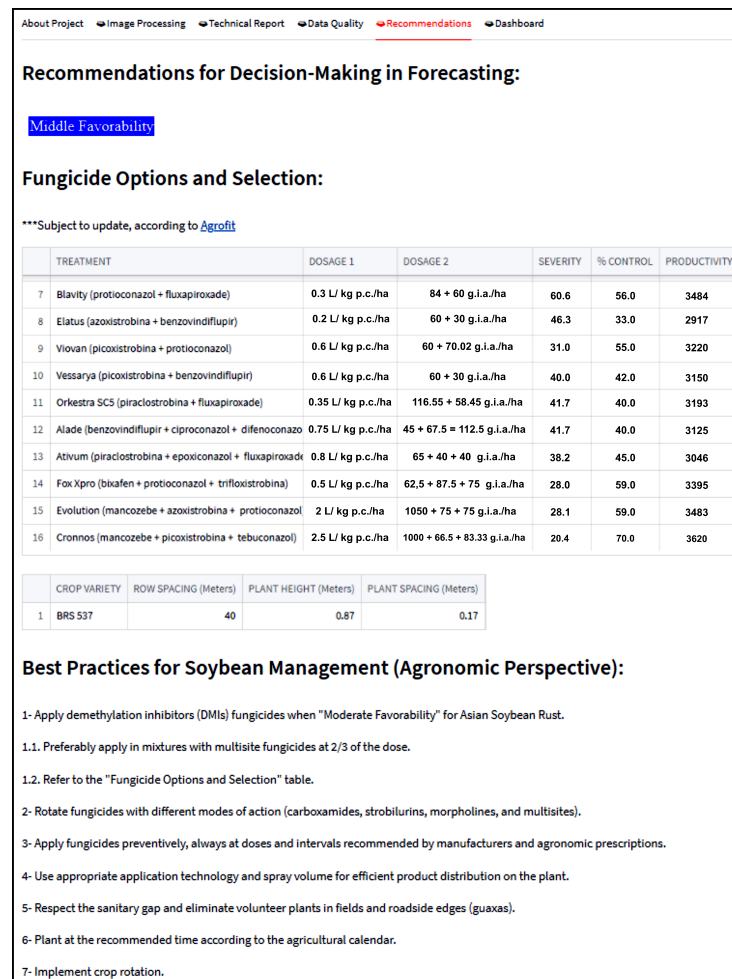 About Project Image Processing Technical Report Data Quality Recommendations Dashboard
Recommendations for Decision-Making in Forecasting:
Middle Favorability
Fungicide Options and Selection:
***Subject to update, according to Agrofit
TREATMENT DOSAGE 1 DOSAGE 2 SEVERITY % CONTROL PRODUCTIVITY
7 Blavity (protioconazol + fluxapiroxade) 0.3 L/ kg p.c./ha 84 + 60 g.i.a./ha 60.6 56.0 3484
8 Elatus (azoxistrobina + benzovindiflupir) 0.2 L/ kg p.c./ha 60 + 30 g.i.a./ha 46.3 33.0 2917
9 Viovan (picoxistrobina + protioconazol) 0.6 L/ kg p.c./ha 60 + 70.02 g.i.a./ha 31.0 55.0 3220
10 Vessarya (picoxistrobina + benzovindiflupir) 0.6 L/ kg p.c./ha 60 + 30 g.i.a./ha 40.0 42.0 3150
11 Orkestra SC5 (piraclostrobina + fluxapiroxade) 0.35 L/ kg p.c./ha 116.55 + 58.45 g.i.a./ha 41.7 40.0 3193
12 Alade (benzovindiflupir + ciproconazol + difenoconazo 0.75 L/ kg p.c./ha 45 + 67.5 = 112.5 g.i.a./ha 41.7 40.0 3125
13 Ativum (piraclostrobina + epoxiconazol + fluxapiroxade 0.8 L/ kg p.c./ha 65 + 40 + 40 g.i.a./ha 38.2 45.0 3046
14 Fox Xpro (bixafen + protioconazol + trifloxistrobina) 0.5 L/ kg p.c./ha 62,5 + 87.5 + 75 g.i.a./ha 28.0 59.0 3395
15 Evolution (mancozebe + azoxistrobina + protioconazol 2 L/ kg p.c./ha 1050 + 75 + 75 g.i.a./ha 28.1 59.0 3483
16 Cronnos (mancozebe + picoxistrobina + tebuconazol) 2.5 L/ kg p.c./ha 1000 + 66.5 + 83.33 g.i.a./ha 20.4 70.0 3620
CROP VARIETY ROW SPACING (Meters) PLANT HEIGHT (Meters) PLANT SPACING (Meters)
1 BRS 537 40 0.87 0.17
Best Practices for Soybean Management (Agronomic Perspective):
1- Apply demethylation inhibitors (DMIs) fungicides when "Moderate Favorability" for Asian Soybean Rust.
1.1. Preferably apply in mixtures with multisite fungicides at 2/3 of the dose.
1.2. Refer to the "Fungicide Options and Selection" table.
2- Rotate fungicides with different modes of action (carboxamides, strobilurins, morpholines, and multisites).
3- Apply fungicides preventively, always at doses and intervals recommended by manufacturers and agronomic prescriptions.
4- Use appropriate application technology and spray volume for efficient product distribution on the plant.
5- Respect the sanitary gap and eliminate volunteer plants in fields and roadside edges (guaxas).
6- Plant at the recommended time according to the agricultural calendar.
7- Implement crop rotation.